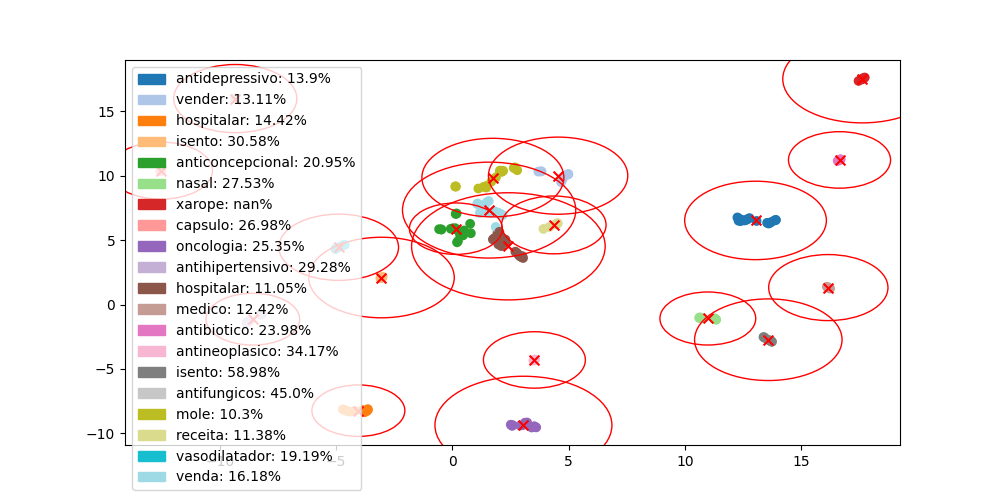 antidepressivo: 13.9%
vender: 13.11%
hospitalar: 14.42%
isento: 30.58%
anticoncepcional: 20.95%
nasal: 27.53%
xarope: nan%
capsulo: 26.98%
oncologia: 25.35%
antihipertensivo: 29.28%
hospitalar: 11.05%
medico: 12.42%
antibiotico: 23.98%
antineoplasico: 34.17%
isento: 58.98%
antifungicos: 45.0%
mole: 10.3%
receita: 11.38%
vasodilatador: 19.19%
venda: 16.18%
15
10
5
0
−5
−10
−10 −5 0 5 10 15